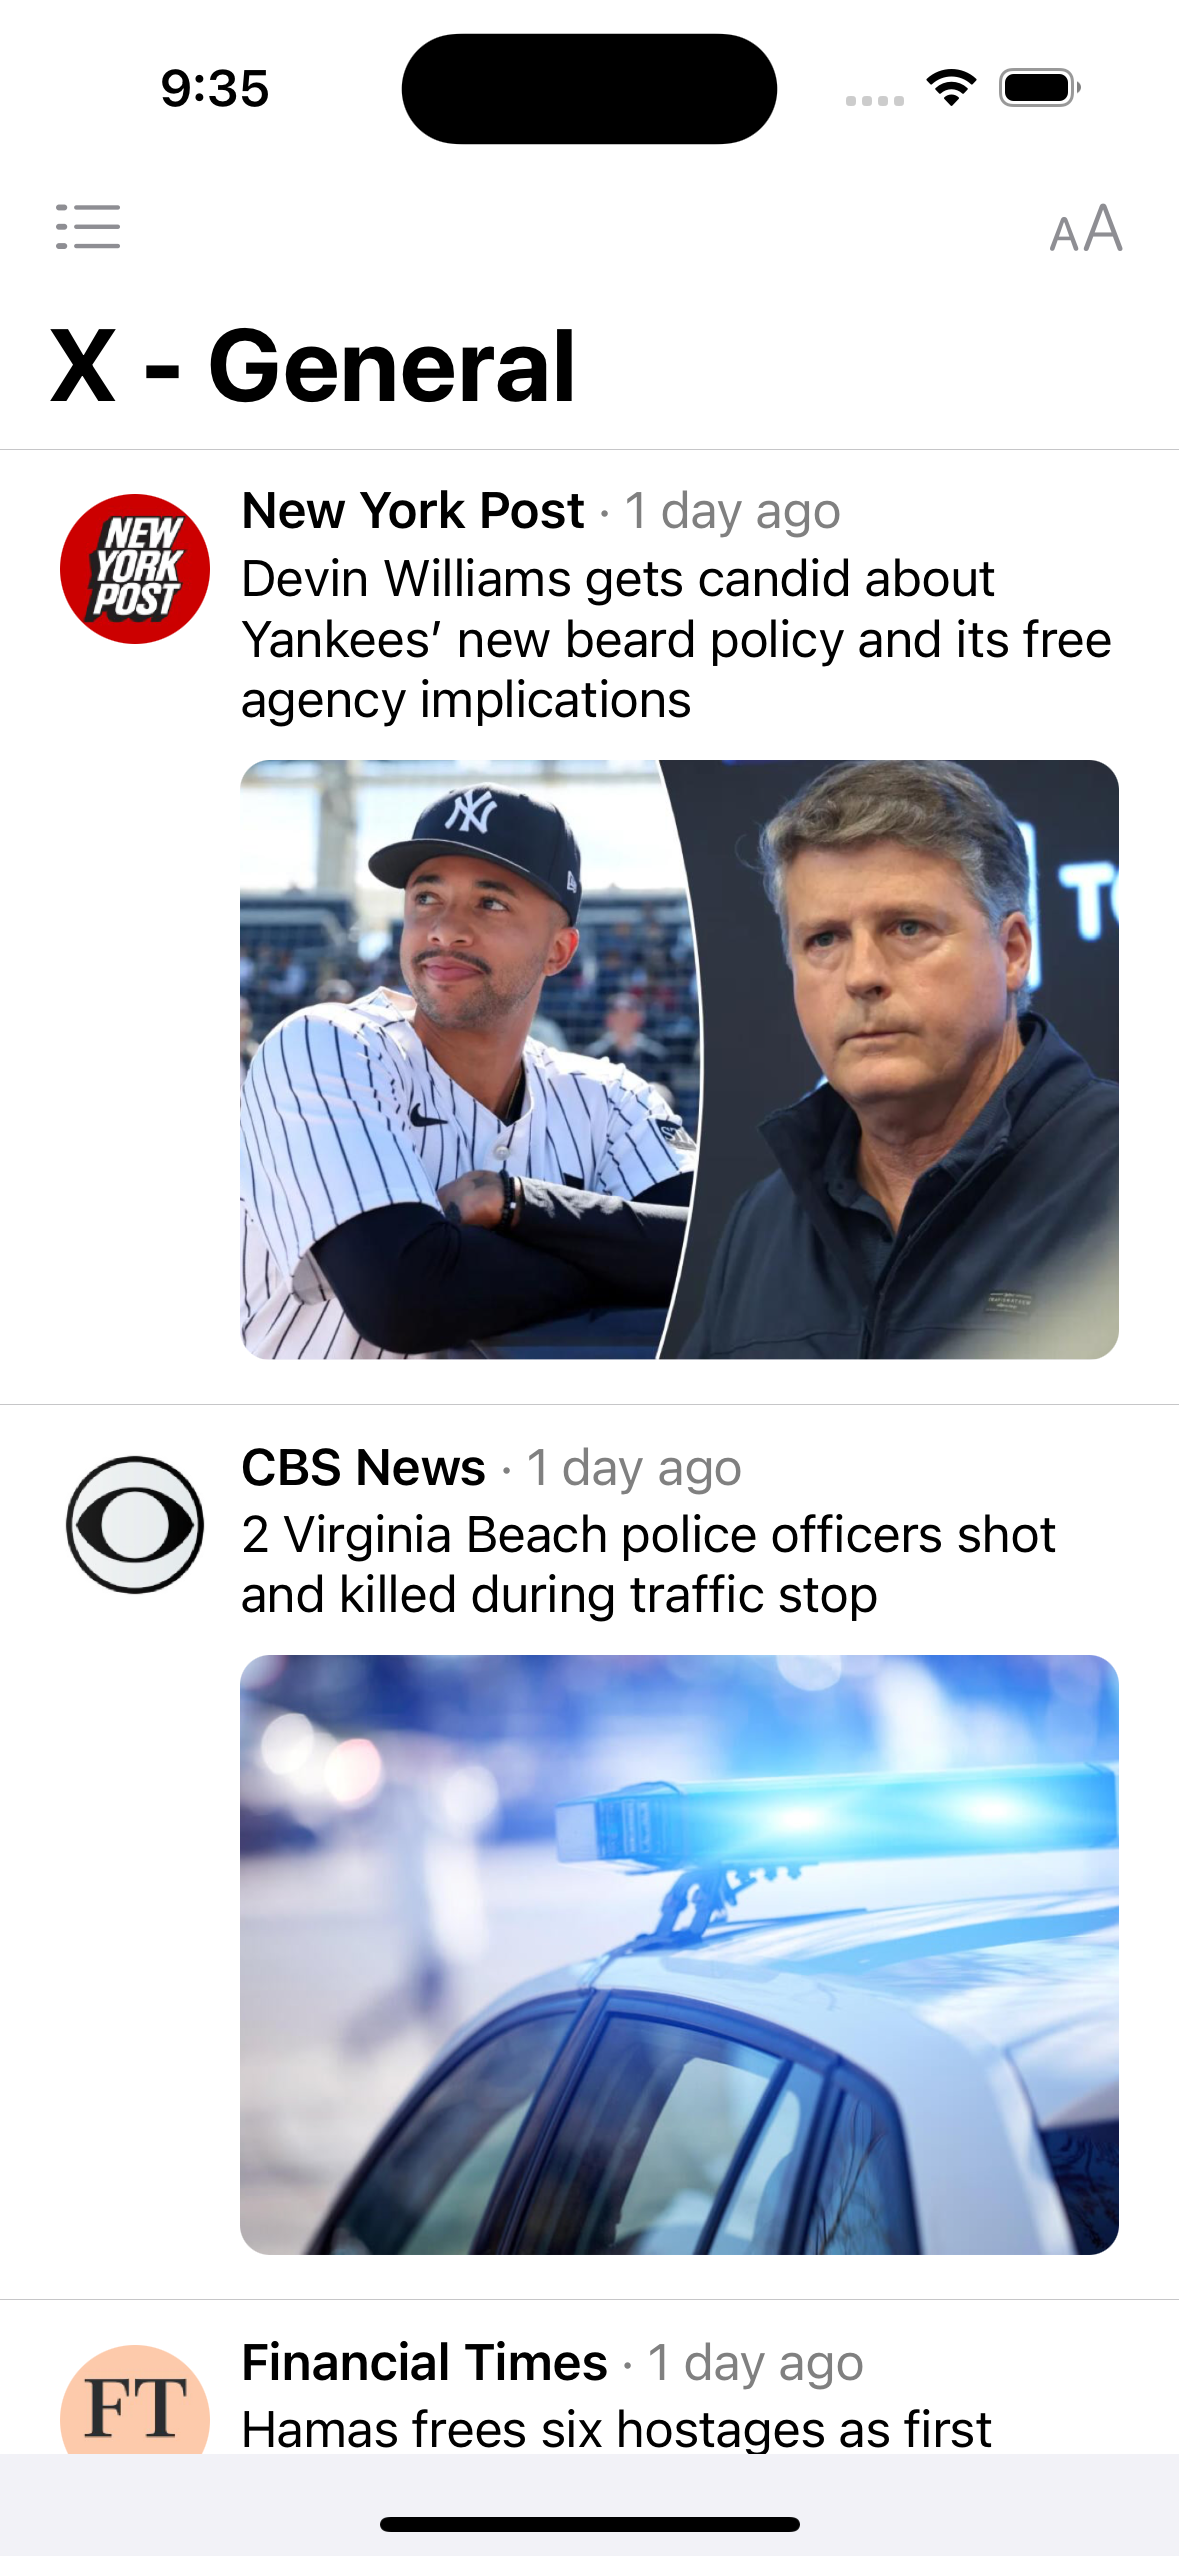 9:35
AA
X - General
NEW
YORK
POST
New York Post · 1 day ago
Devin Williams gets candid about
Yankees’ new beard policy and its free
agency implications
NY
CBS News · 1 day ago
2 Virginia Beach police officers shot
and killed during traffic stop
FT
Financial Times · 1 day ago
Hamas frees six hostages as first